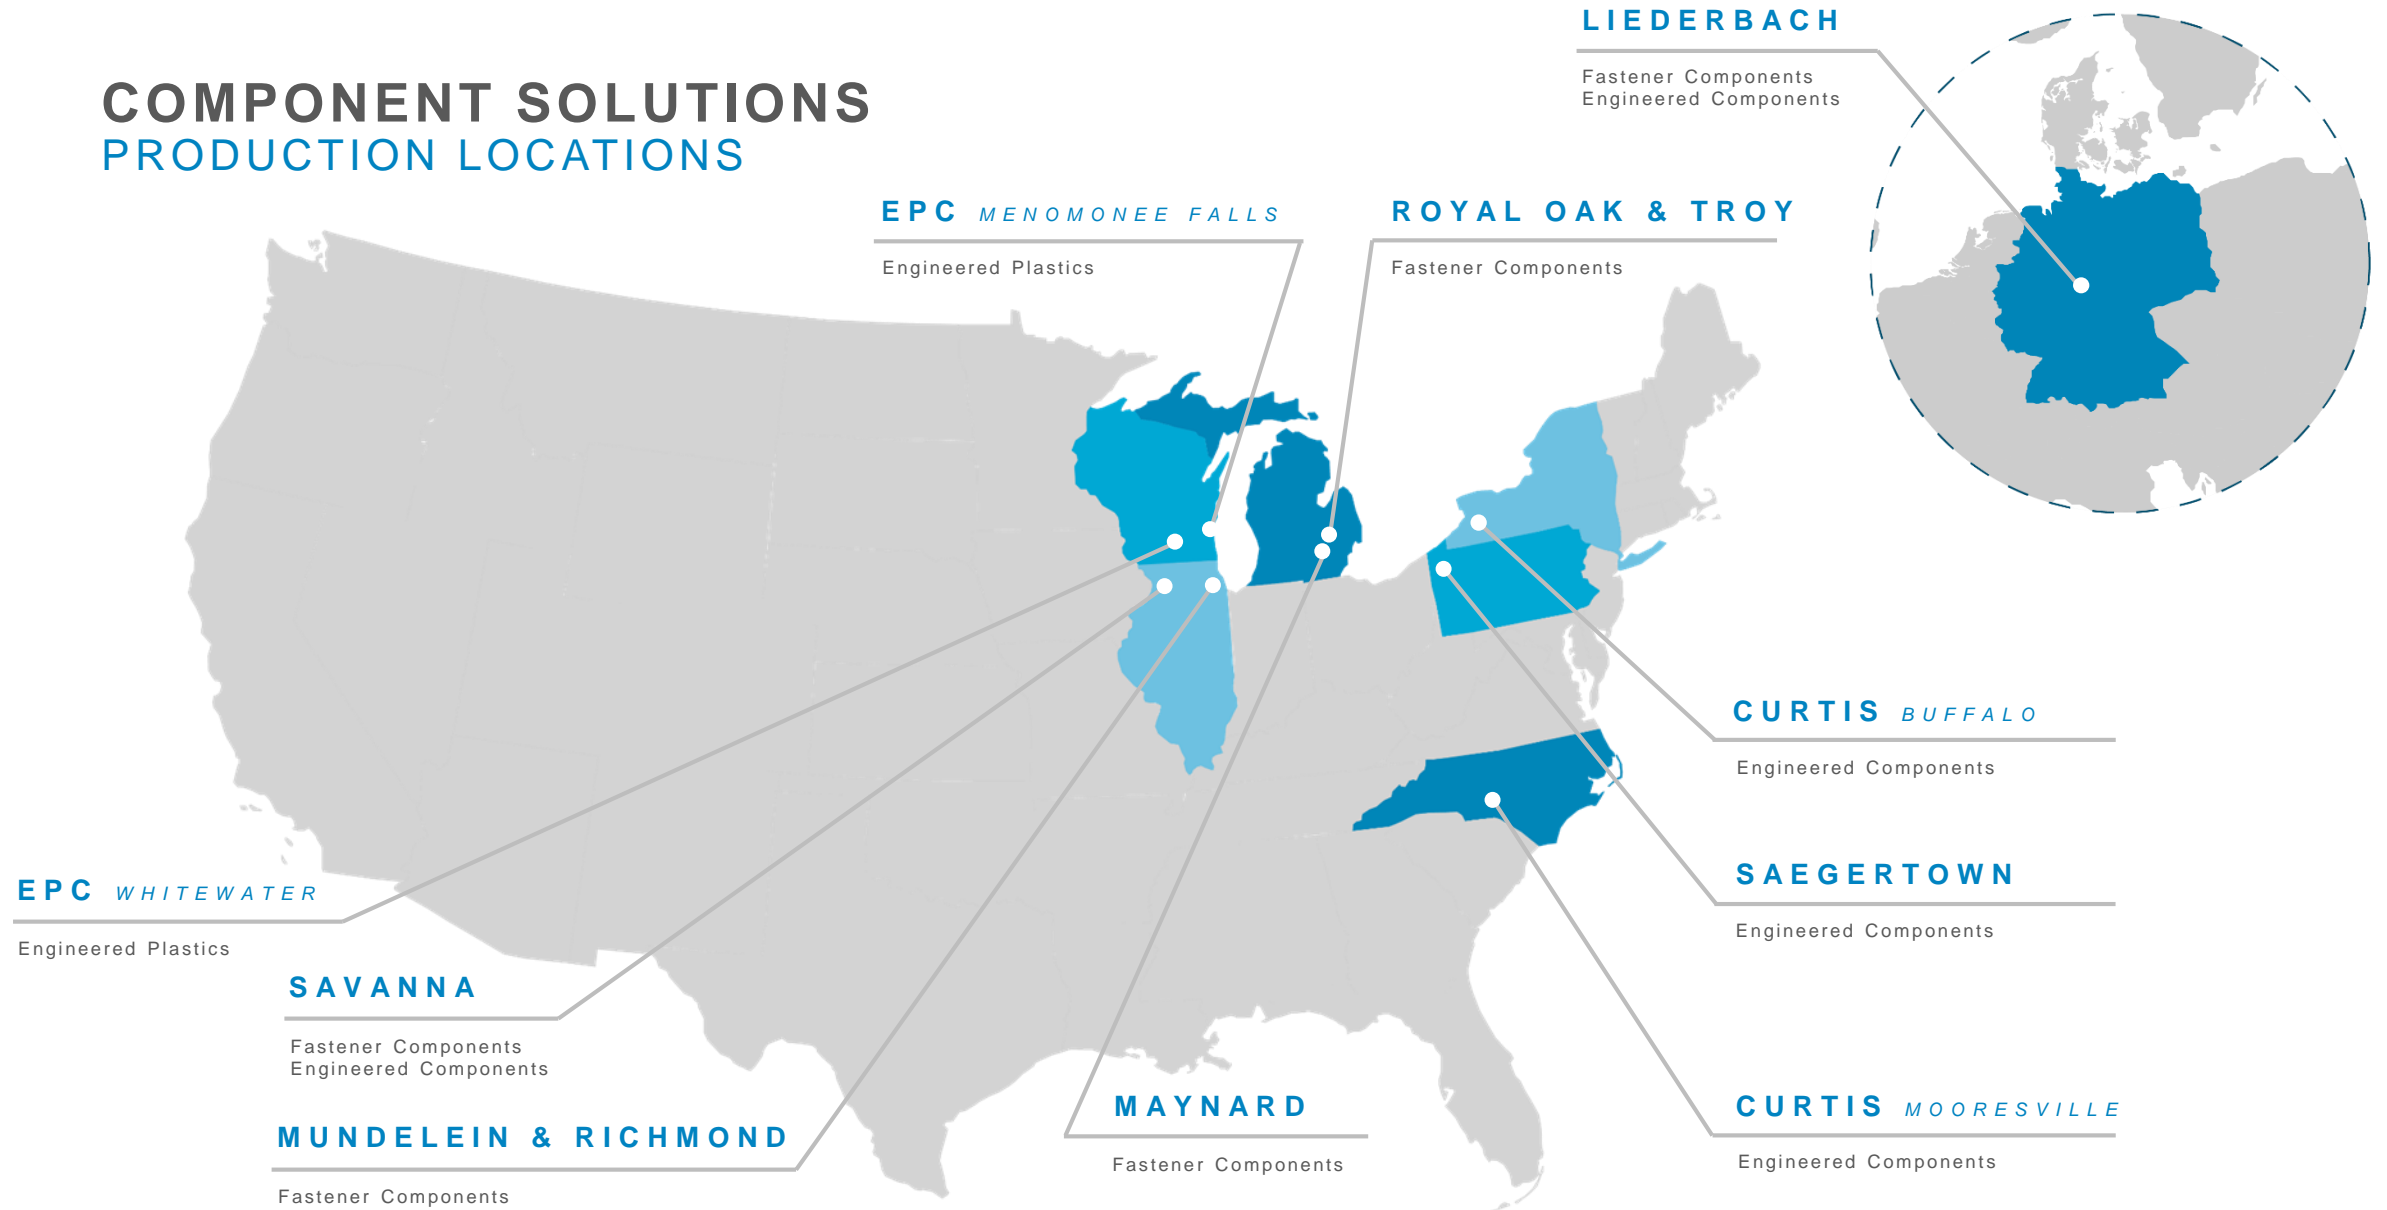 COMPONENT SOLUTIONS
PRODUCTION LOCATIONS
LIEDERBACH
Fastener Components
Engineered Components
EPC MENOMONEE FALLS
Engineered Plastics
ROYAL OAK & TROY
Fastener Components
CURTIS BUFFALO
Engineered Components
SAEGERTOWN
Engineered Components
EPC WHITEWATER
Engineered Plastics
SAVANNA
Fastener Components
Engineered Components
MUNDELEIN & RICHMOND
Fastener Components
MAYNARD
Fastener Components
CURTIS MOORESVILLE
Engineered Components